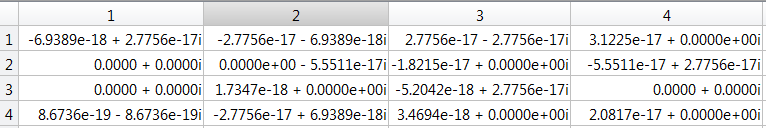 1 2 3 4
1 -6.9389e-18 + 2.7756e-17i -2.7756e-17 - 6.9389e-18i 2.7756e-17 - 2.7756e-17i 3.1225e-17 + 0.0000e+00i
2 0.0000 + 0.0000i 0.0000e+00 - 5.5511e-17i -1.8215e-17 + 0.0000e+00i -5.5511e-17 + 2.7756e-17i
3 0.0000 + 0.0000i 1.7347e-18 + 0.0000e+00i -5.2042e-18 + 2.7756e-17i 0.0000 + 0.0000i
4 8.6736e-19 - 8.6736e-19i -2.7756e-17 + 6.9389e-18i 3.4694e-18 + 0.0000e+00i 2.0817e-17 + 0.0000e+00i